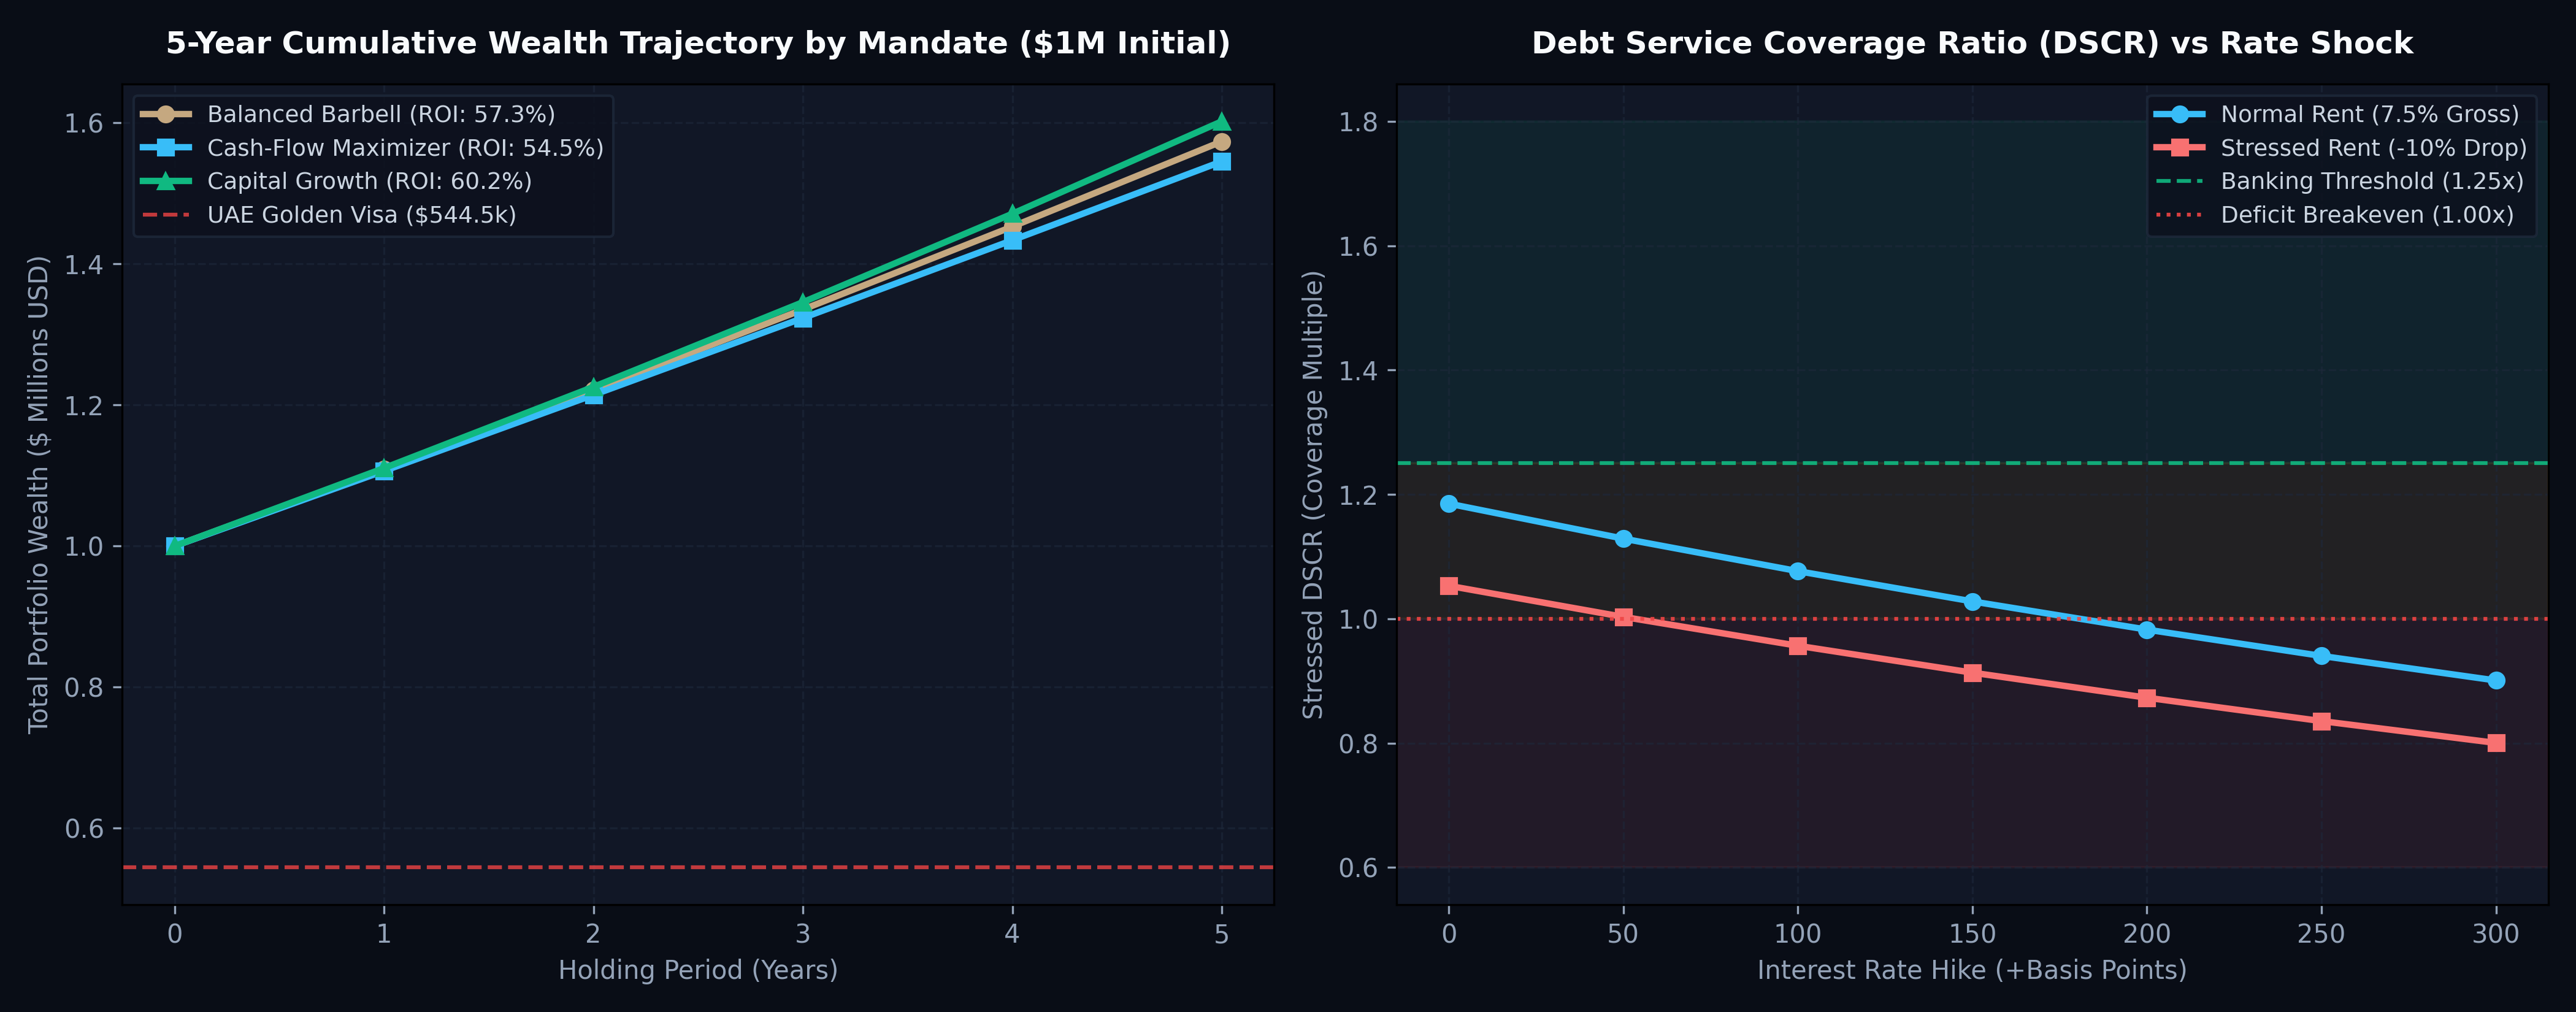 5-Year Cumulative Wealth Trajectory by Mandate ($1M Initial)
Balanced Barbell (ROI: 57.3%)
Cash-Flow Maximizer (ROI: 54.5%)
Capital Growth (ROI: 60.2%)
UAE Golden Visa ($544.5k)
Total Portfolio Wealth ($ Millions USD)
1.6
1.4
1.2
1.0
0.8
0.6
0 1 2 3 4 5
Holding Period (Years)
Debt Service Coverage Ratio (DSCR) vs Rate Shock
Normal Rent (7.5% Gross)
Stressed Rent (-10% Drop)
Banking Threshold (1.25x)
Deficit Breakeven (1.00x)
Stressed DSCR (Coverage Multiple)
1.8
1.6
1.4
1.2
1.0
0.8
0.6
0 50 100 150 200 250 300
Interest Rate Hike (+Basis Points)